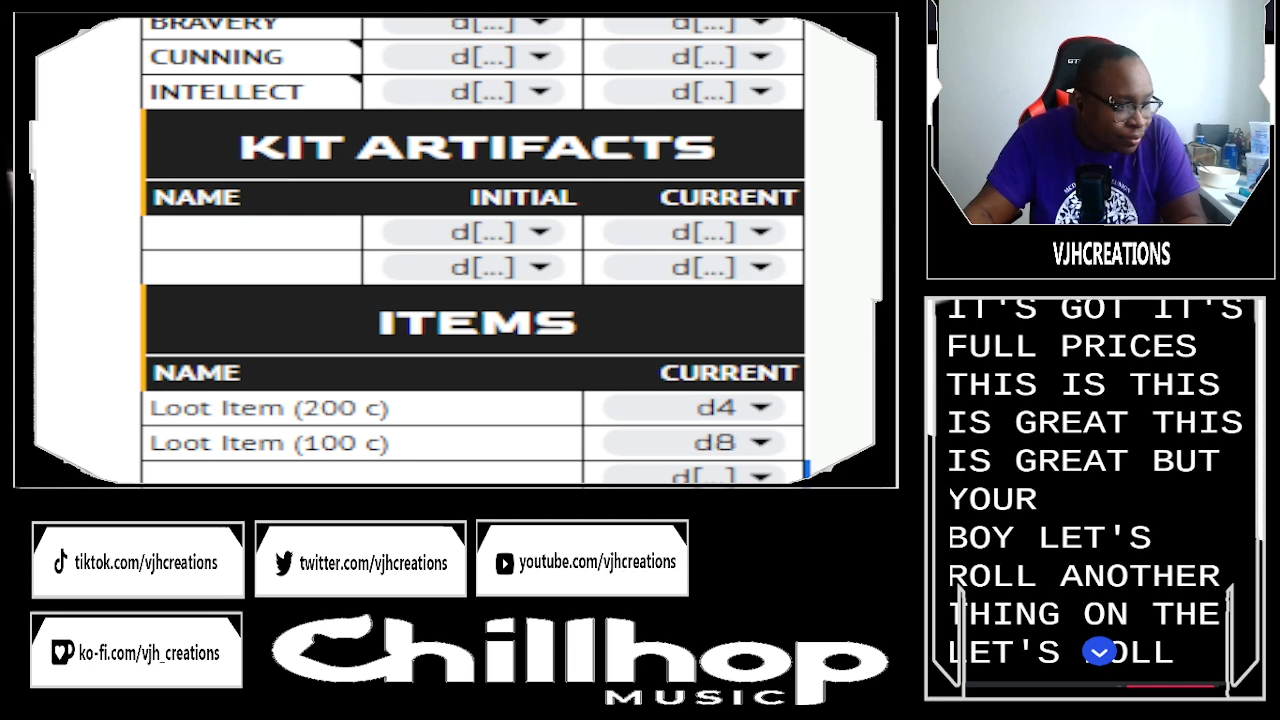 BRAVERY d[...] d[...]
CUNNING d[...] d[...]
INTELLECT d[...] d[...]
KIT ARTIFACTS
NAME INITIAL CURRENT
d[...] d[...]
d[...] d[...]
ITEMS
NAME CURRENT
Loot Item (200 c) d4
Loot Item (100 c) d8
d[...]
tiktok.com/vjhcreations
twitter.com/vjhcreations
youtube.com/vjhcreations
ko-fi.com/vjh_creations
Chillhop
MUSIC
GT
VJHCREATIONS
IT'S GOT IT'S
FULL PRICES
THIS IS THIS
IS GREAT THIS
IS GREAT BUT
YOUR
BOY LET'S
ROLL ANOTHER
THING ON THE
LET'S ROLL